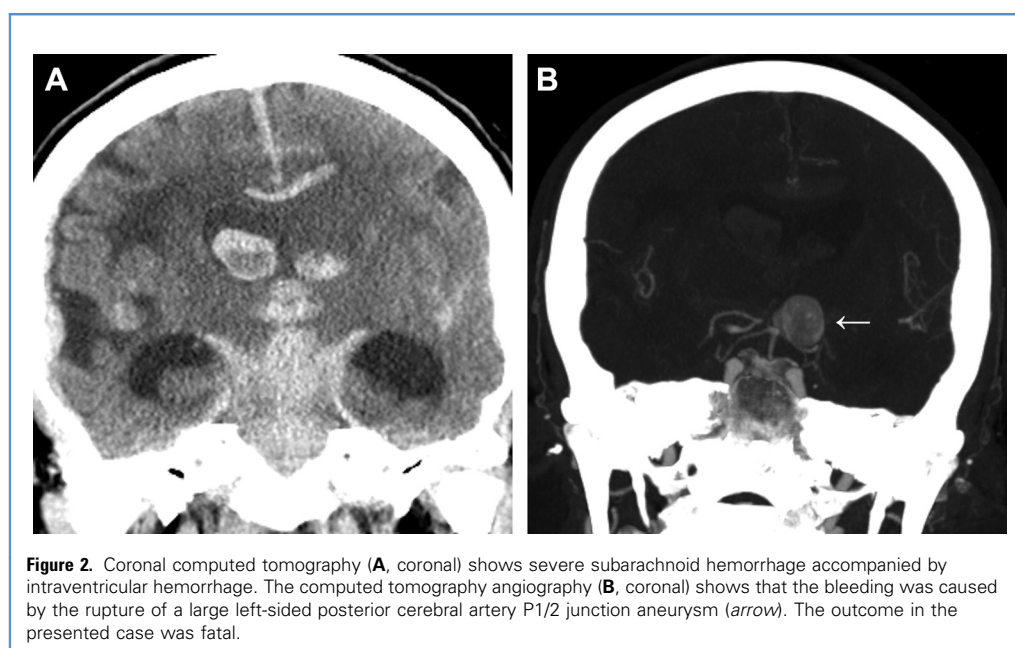 A
B
Figure 2. Coronal computed tomography (A, coronal) shows severe subarachnoid hemorrhage accompanied by
intraventricular hemorrhage. The computed tomography angiography (B, coronal) shows that the bleeding was caused
by the rupture of a large left-sided posterior cerebral artery P1/2 junction aneurysm (arrow). The outcome in the
presented case was fatal.